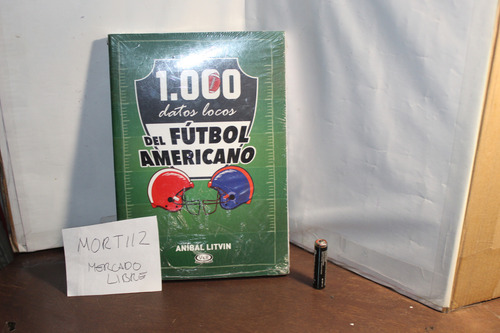 1.000
datos locos
DEL FÚTBOL
AMERICANO
ANÍBAL LITVIN
V&R
MORT112
MERCADO
LIBRE